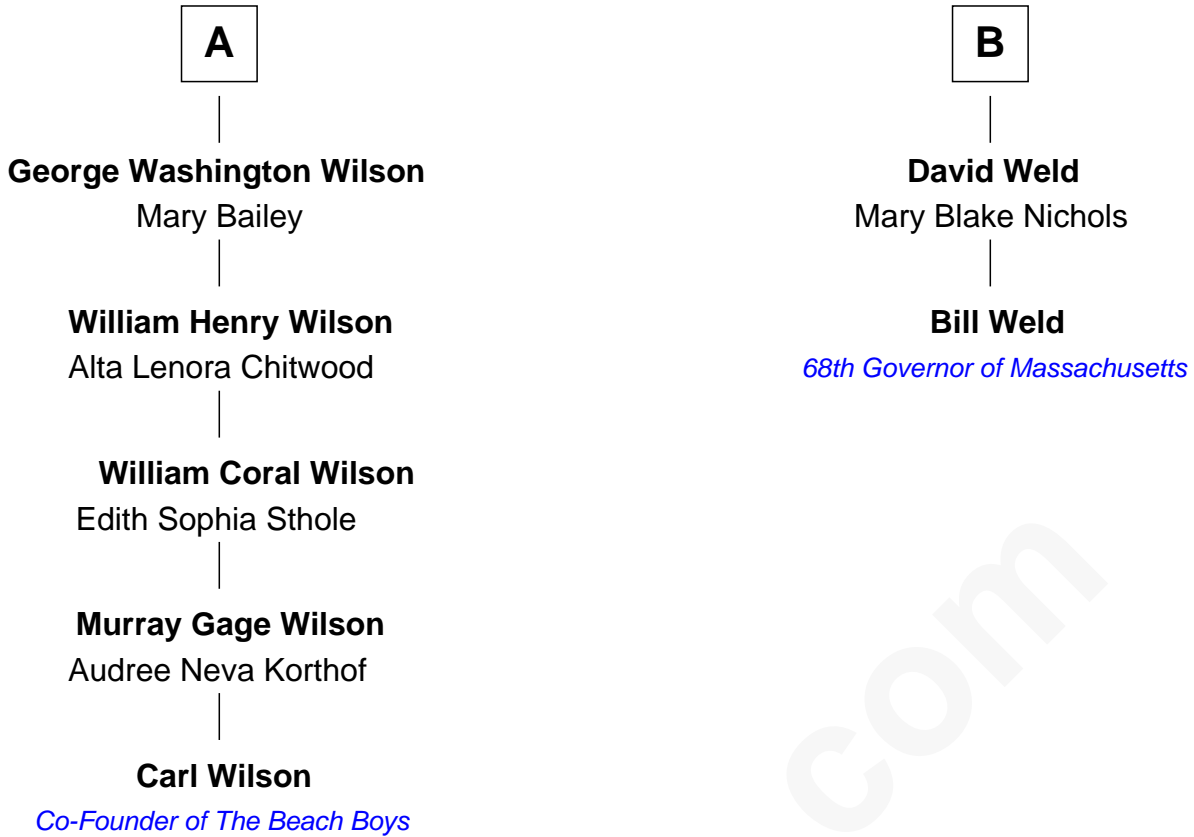 A
George Washington Wilson
Mary Bailey
William Henry Wilson
Alta Lenora Chitwood
William Coral Wilson
Edith Sophia Sthole
Murray Gage Wilson
Audree Neva Korthof
Carl Wilson
Co-Founder of The Beach Boys
B
David Weld
Mary Blake Nichols
Bill Weld
68th Governor of Massachusetts
com